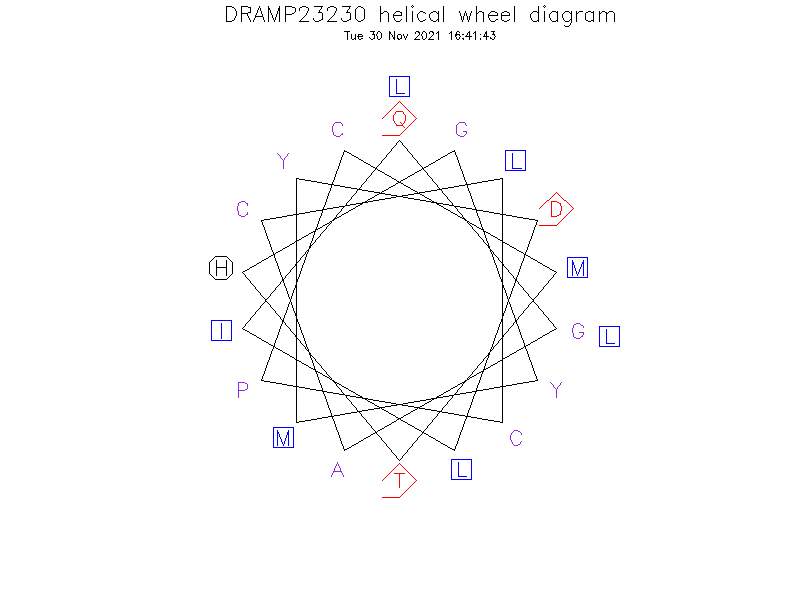 DRAMP23230 helical wheel diagram
Tue 30 Nov 2021 16:41:43
L
C Q G
Y L
C D
H M
I G L
P Y
M C
A T L